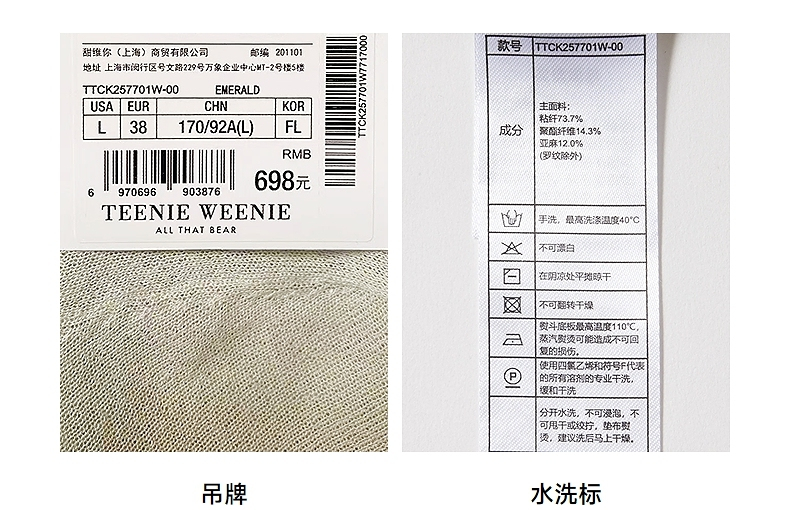 甜维你（上海）商贸有限公司 邮编 201101
地址 上海市闵行区号文路229号万象企业中心MT-2号楼5楼
TTCK257701W-00 EMERALD
USA EUR CHN KOR
L 38 170/92A(L) FL
RMB
698元
6 970696 903876
TEENIE WEENIE
ALL THAT BEAR
TTCK257701W7717000
吊牌
款号 TTCK257701W-00
成分
主面料：
粘纤73.7%
聚酯纤维14.3%
亚麻12.0%
(罗纹除外)
手洗，最高洗涤温度40℃
不可漂白
在阴凉处平摊晾干
不可翻转干燥
熨斗底板最高温度110℃，
蒸汽熨烫可能造成不可回
复的损伤。
P
使用四氯乙烯和符号F代表
的所有溶剂的专业干洗，
缓和干洗
分开水洗，不可浸泡，不
可甩干或绞拧，垫布熨
烫，建议洗后马上干燥。
水洗标